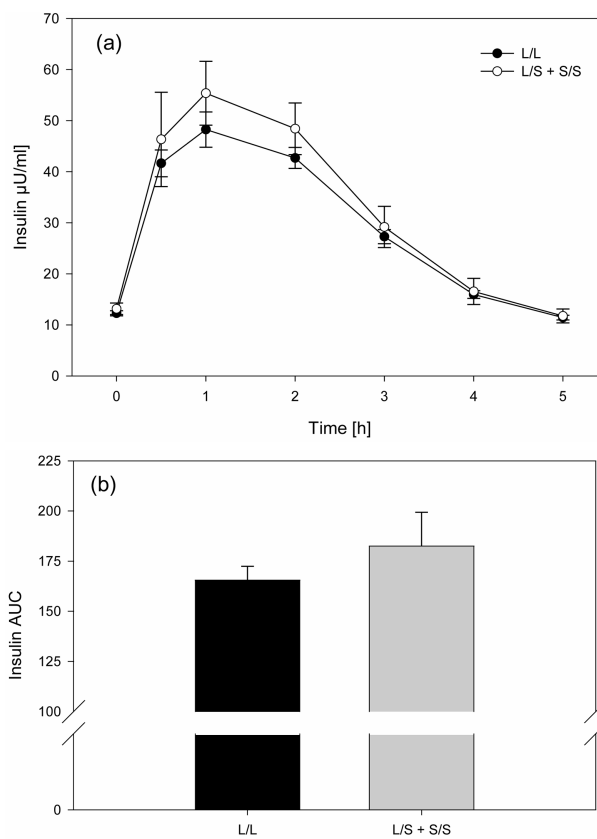 70
(a)
L/L
L/S + S/S
60
50
40
30
20
10
0
Insulin µU/ml]
0 1 2 3 4 5
Time [h]
225
(b)
200
175
150
125
100
0
Insulin AUC
L/L L/S + S/S